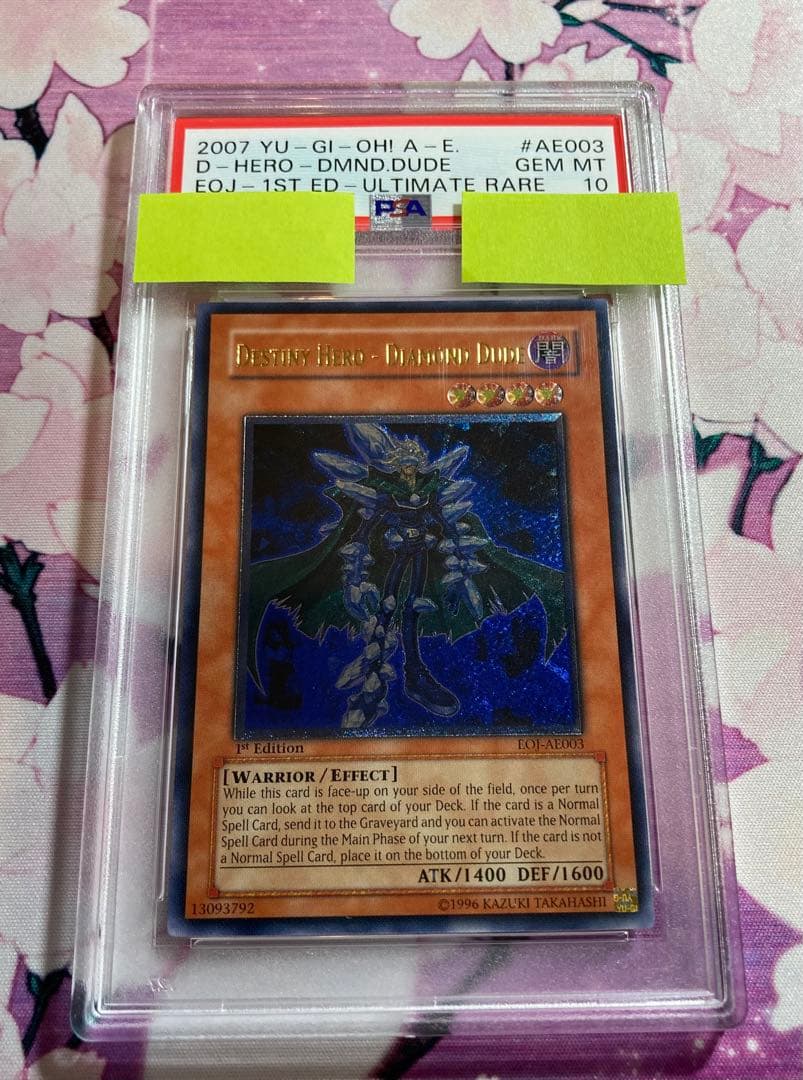 2007 YU-GI-OH! A-E. #AE003
D-HERO-DMND.DUDE GEM MT
EOJ-1ST ED-ULTIMATE RARE 10
PSA
DESTINY HERO - DIAMOND DUDE
DARK
闇
1st Edition EOJ-AE003
[WARRIOR/EFFECT]
While this card is face-up on your side of the field, once per turn
you can look at the top card of your Deck. If the card is a Normal
Spell Card, send it to the Graveyard and you can activate the
Normal Spell Card during the Main Phase of your next turn. If the card is not
a Normal Spell Card, place it on the bottom of your Deck.
ATK/1400 DEF/1600
13093792 ©1996 KAZUKI TAKAHASHI